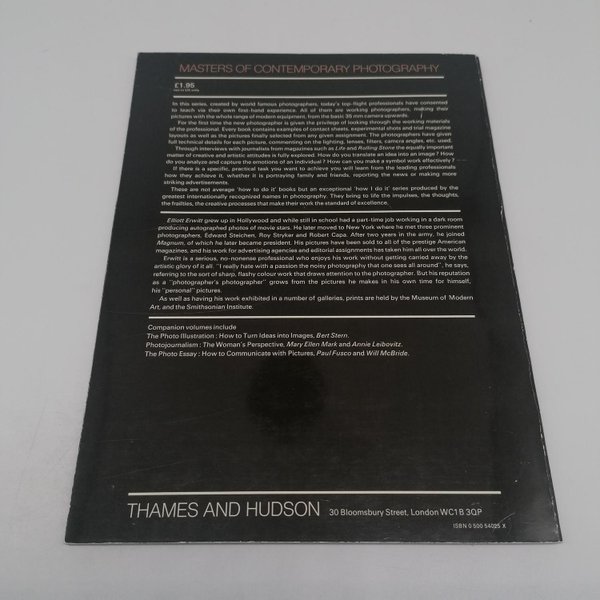 MASTERS OF CONTEMPORARY PHOTOGRAPHY
£1.95
In this series, created by world famous photographers, today's top-flight professionals have consented
to teach via their own first-hand experience. All of them are working photographers, making their
pictures with the whole range of modern equipment, from the basic 35 mm camera upwards.
For the first time the new photographer is given the privilege of looking through the working materials
of the professional. Every book contains examples of contact sheets, experimental shots and trial magazine
layouts as well as the pictures finally selected from any given assignment. The photographers have given
full technical details for each picture, commenting on the lighting, lenses, filters, camera angles, etc. used.
Through interviews with journalists from magazines such as Life and Rolling Stone the equally important
matter of creative and artistic attitudes is fully explored. How do you translate an idea into an image? How
do you analyze and capture the emotions of an individual? How can you make a symbol work effectively?
If there is a specific, practical task you want to achieve you will learn from the leading professionals
how they achieve it, whether it is portraying family and friends, reporting the news or making more
striking advertisements.
These are not average 'how to do it' books but an exceptional 'how I do it' series produced by the
greatest internationally recognized names in photography. They bring to life the impulses, the thoughts,
the frailties, the creative processes that make their work the standard of excellence.
Elliott Erwitt grew up in Hollywood and while still in school had a part-time job working in a dark room
producing autographed photos of movie stars. He later moved to New York where he met three prominent
photographers, Edward Steichen, Roy Stryker and Robert Capa. After two years in the army, he joined
Magnum, of which he later became president. His pictures have been sold to all of the prestige American
magazines, and his work for advertising agencies and editorial assignments has taken him all over the world.
Erwitt is a serious, no-nonense professional who enjoys his work without getting carried away by the
artistic glory of it all. "I really hate with a passion the noisy photography that one sees all around", he says,
referring to the sort of sharp, flashy colour work that draws attention to the photographer. But his reputation
as a "photographer's photographer" grows from the pictures he makes in his own time for himself,
his "personal" pictures.
As well as having his work exhibited in a number of galleries, prints are held by the Museum of Modern
Art, and the Smithsonian Institute.
Companion volumes include
The Photo Illustration: How to Turn Ideas into Images, Bert Stern.
Photojournalism: The Woman's Perspective, Mary Ellen Mark and Annie Leibovitz.
The Photo Essay: How to Communicate with Pictures, Paul Fusco and Will McBride.
THAMES AND HUDSON 30 Bloomsbury Street, London WC1B 3QP
ISBN 0 500 54025 X